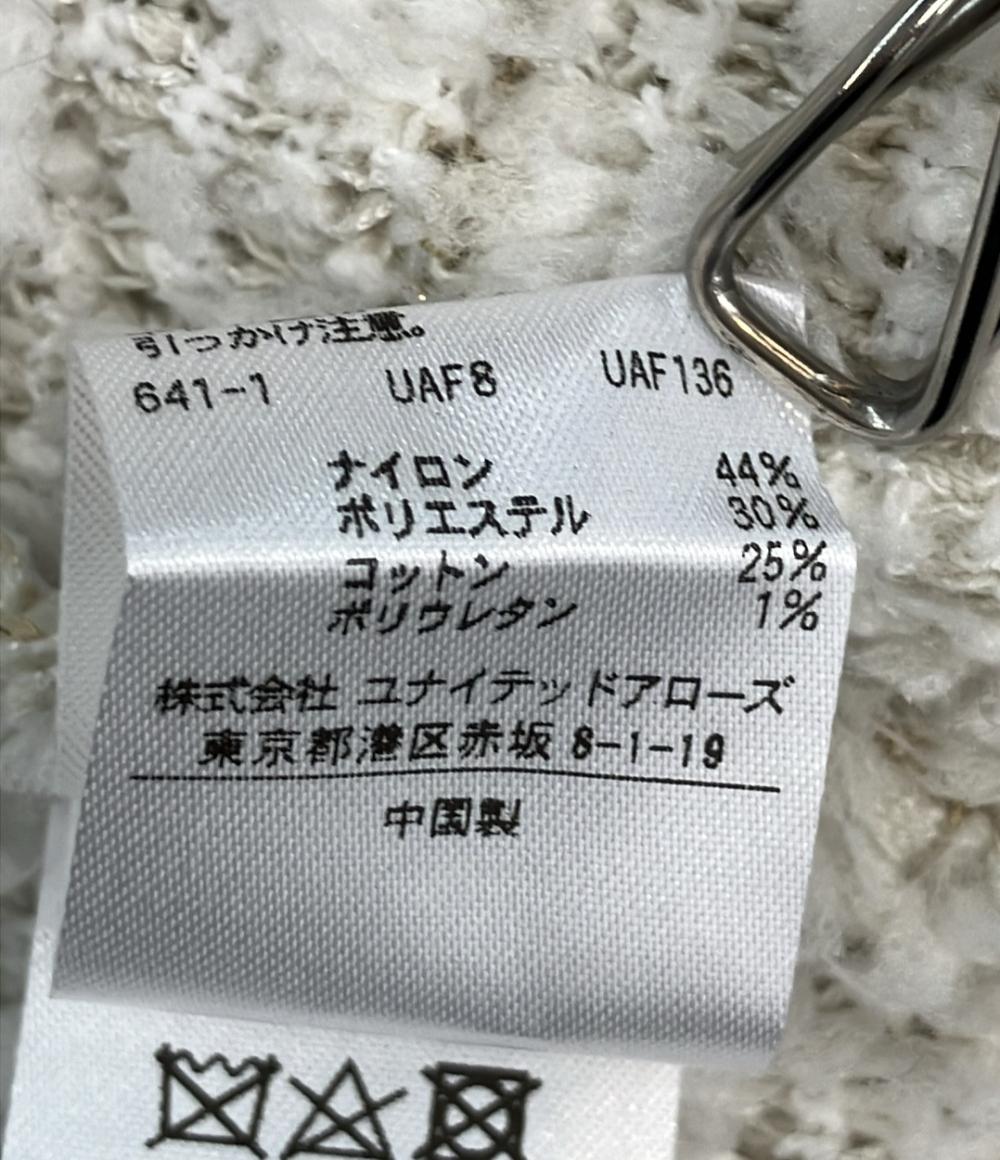 引っかけ注意。
641-1 UAF8 UAF136
ナイロン 44%
ポリエステル 30%
コットン 25%
ポリウレタン 1%
株式会社 ユナイテッドアローズ
東京都港区赤坂 8-1-19
中国製